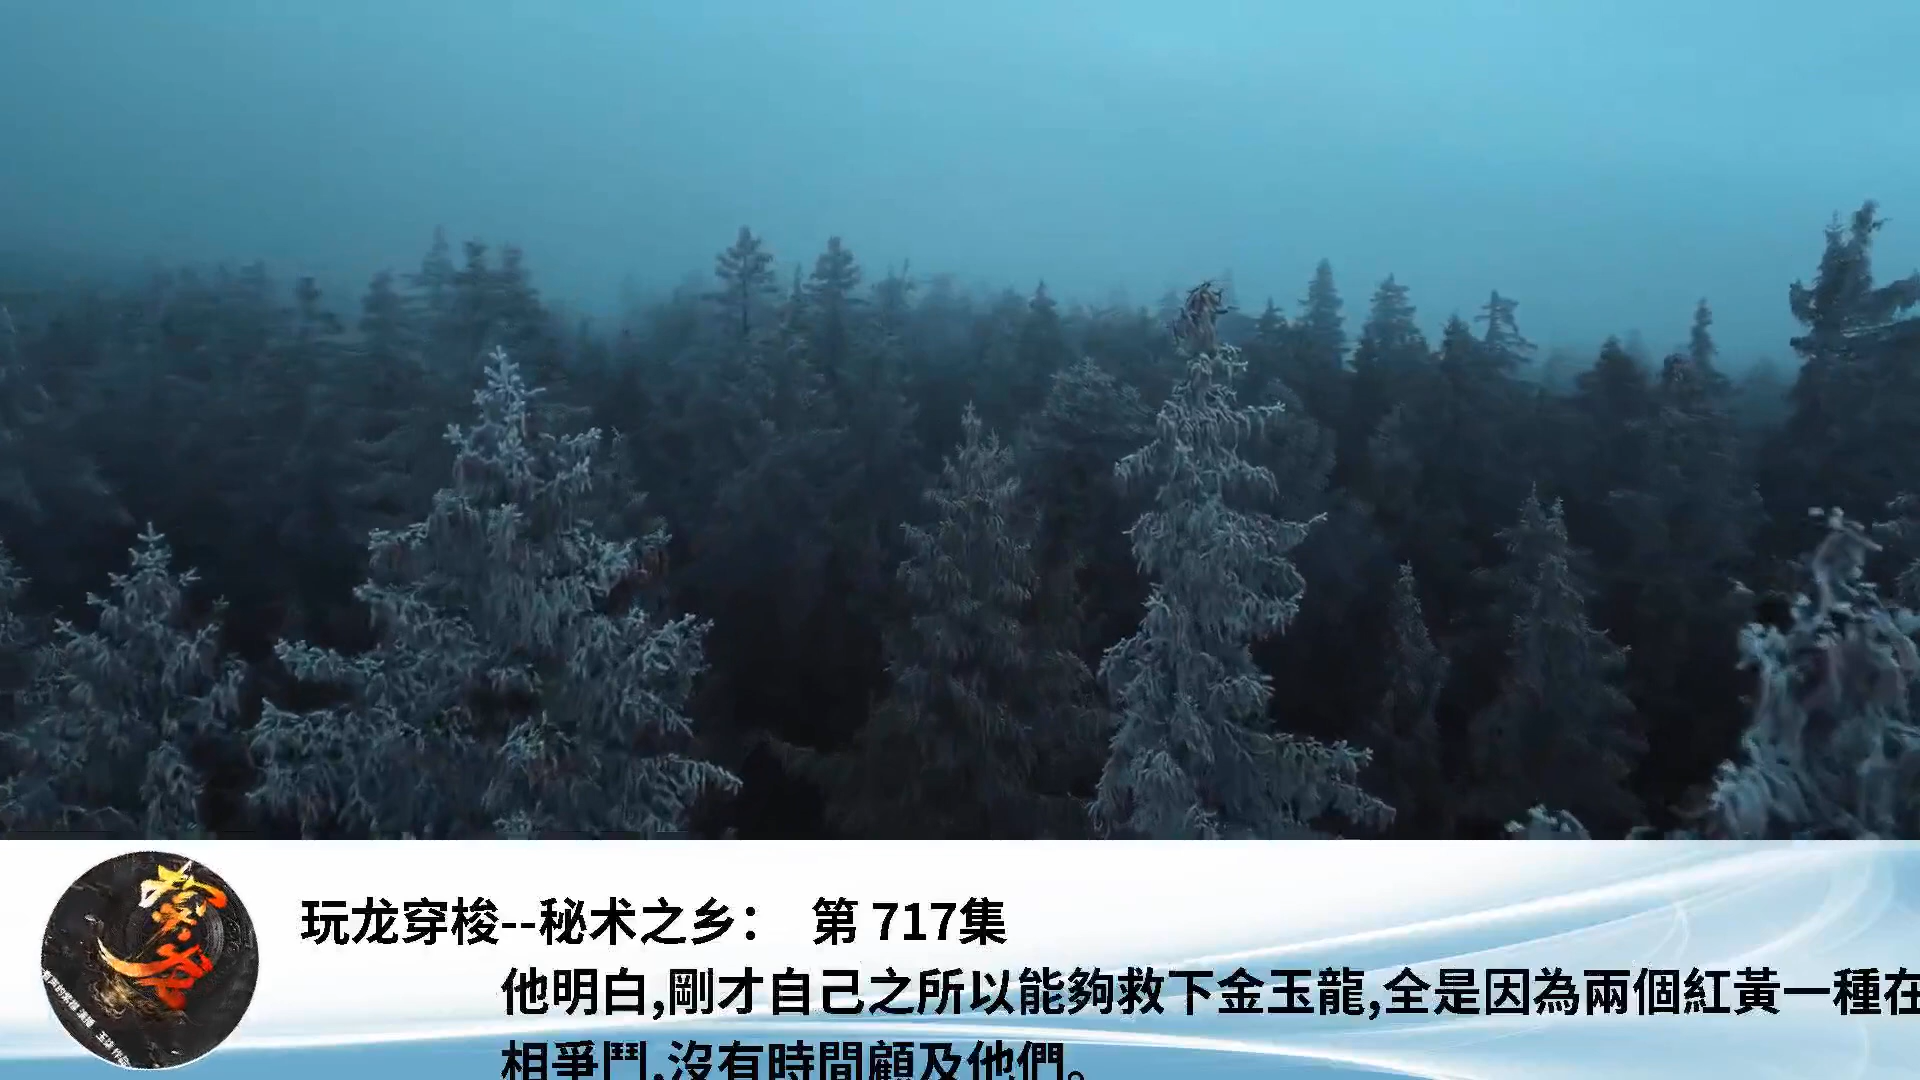 玩龙穿梭--秘术之乡： 第 717集
他明白,剛才自己之所以能夠救下金玉龍,全是因為兩個紅黃一種在
相爭鬥,沒有時間顧及他們。